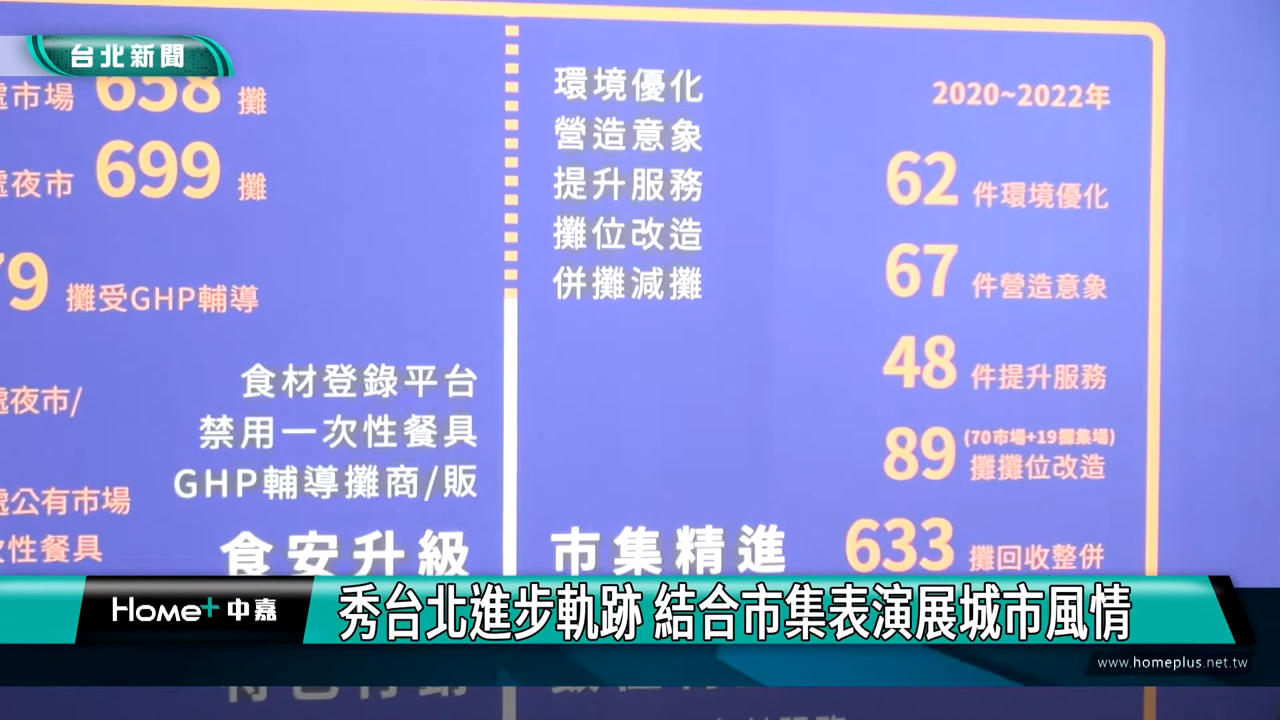 台北新聞
處市場 658 攤
處夜市 699 攤
79 攤受GHP輔導
處夜市/
處公有市場
性餐具
食材登錄平台
禁用一次性餐具
GHP輔導攤商/販
食安升級
環境優化
營造意象
提升服務
攤位改造
併攤減攤
2020~2022年
62 件環境優化
67 件營造意象
48 件提升服務
89 (70市場+19攤集場)
攤攤位改造
633 攤回收整併
市集精進
Home+中嘉
秀台北進步軌跡 結合市集表演展城市風情
www.homeplus.net.tw